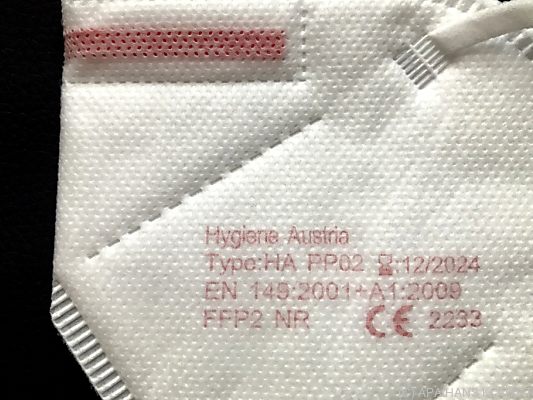 Hygiene Austria
Type:HA PP02 ⌛:12/2024
EN 149:2001+A1:2009
FFP2 NR CE 2233